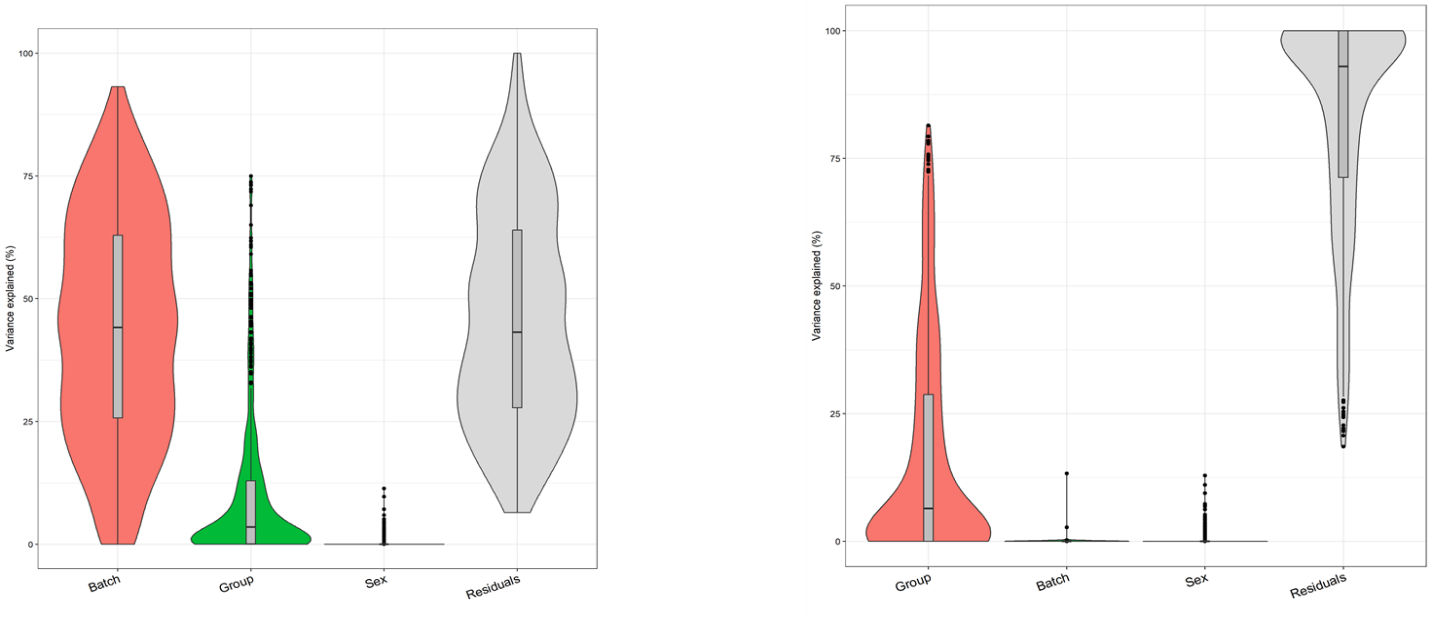 Variance explained (%)
100
75
50
25
0
Batch
Group
Sex
Residuals
Variance explained (%)
100
75
50
25
0
Group
Batch
Sex
Residuals